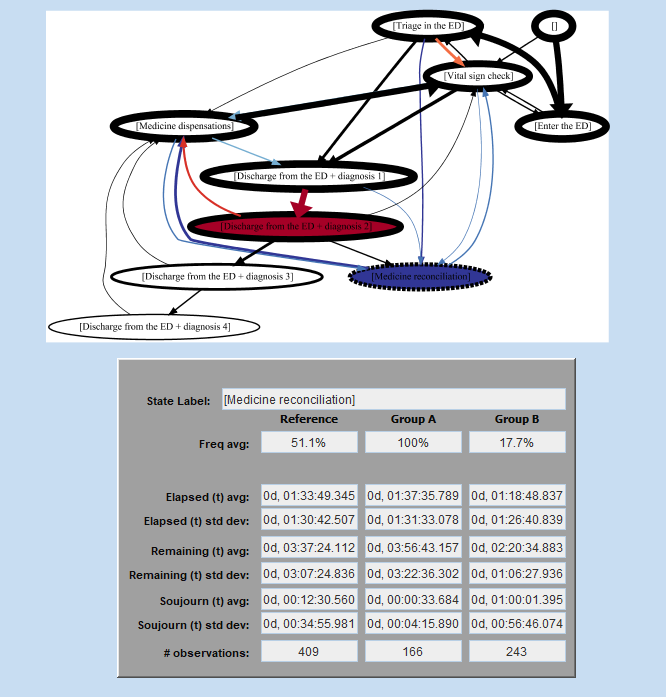 [Triage in the ED]
[]
[Vital sign check]
[Medicine dispensations]
[Enter the ED]
[Discharge from the ED + diagnosis 1]
[Discharge from the ED + diagnosis 2]
[Discharge from the ED + diagnosis 3]
[Medicine reconciliation]
[Discharge from the ED + diagnosis 4]
State Label: [Medicine reconciliation]
Reference Group A Group B
Freq avg: 51.1% 100% 17.7%
Elapsed (t) avg: 0d, 01:33:49.345 0d, 01:37:35.789 0d, 01:18:48.837
Elapsed (t) std dev: 0d, 01:30:42.507 0d, 01:31:33.078 0d, 01:26:40.839
Remaining (t) avg: 0d, 03:37:24.112 0d, 03:56:43.157 0d, 02:20:34.883
Remaining (t) std dev: 0d, 03:07:24.836 0d, 03:22:36.302 0d, 01:06:27.936
Soujourn (t) avg: 0d, 00:12:30.560 0d, 00:00:33.684 0d, 01:00:01.395
Soujourn (t) std dev: 0d, 00:34:55.981 0d, 00:04:15.890 0d, 00:56:46.074
# observations: 409 166 243